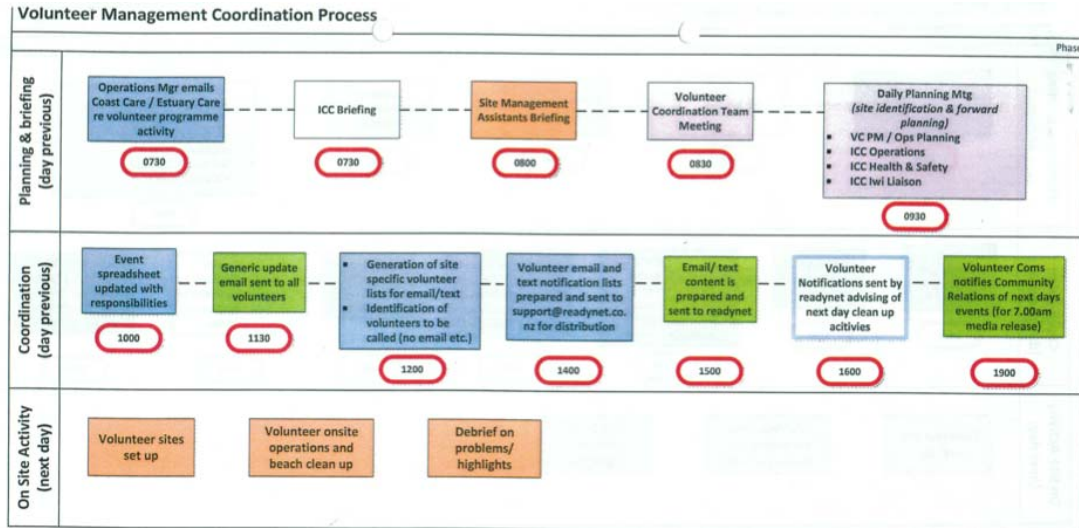 Volunteer Management Coordination Process
Phase
Planning & briefing
(day previous)
Operations Mgr emails
Coast Care / Estuary Care
re volunteer programme
activity
0730
ICC Briefing
0730
Site Management
Assistants Briefing
0800
Volunteer
Coordination Team
Meeting
0830
Daily Planning Mtg
(site identification & forward
planning)
▪ VC PM / Ops Planning
▪ ICC Operations
▪ ICC Health & Safety
▪ ICC Iwi Liaison
0930
Coordination
(day previous)
Event
spreadsheet
updated with
responsibilities
1000
Generic update
email sent to all
volunteers
1130
▪ Generation of site
specific volunteer
lists for email/text
▪ Identification of
volunteers to be
called (no email etc.)
1200
Volunteer email and
text notification lists
prepared and sent to
support@readynet.co.
nz for distribution
1400
Email/ text
content is
prepared and
sent to readynet
1500
Volunteer
Notifications sent by
readynet advising of
next day clean up
acitivies
1600
Volunteer Coms
notifies Community
Relations of next days
events (for 7.00am
media release)
1900
On Site Activity
(next day)
Volunteer sites
set up
Volunteer onsite
operations and
beach clean up
Debrief on
problems/
highlights